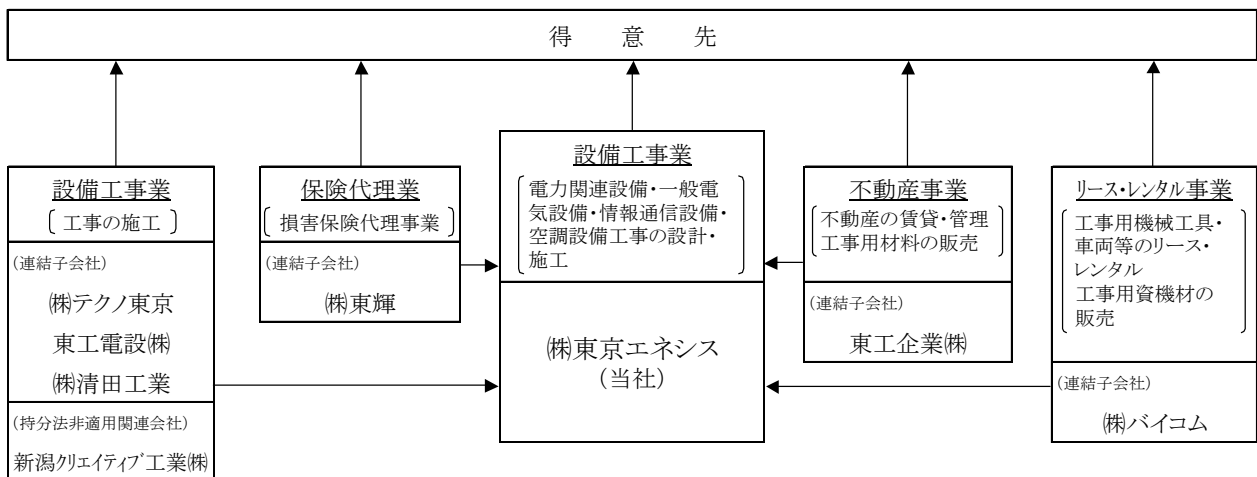 得意先
設備工事業
工事の施工
(連結子会社)
㈱テクノ東京
東工電設㈱
㈱清田工業
(持分法非適用関連会社)
新潟クリエイティブ工業㈱
保険代理業
損害保険代理事業
(連結子会社)
㈱東輝
設備工事業
電力関連設備・一般電
気設備・情報通信設備・
空調設備工事の設計・
施工
㈱東京エネシス
(当社)
不動産事業
不動産の賃貸・管理
工事用材料の販売
(連結子会社)
東工企業㈱
リース・レンタル事業
工事用機械工具・
車両等のリース・
レンタル
工事用資機材の
販売
(連結子会社)
㈱バイコム